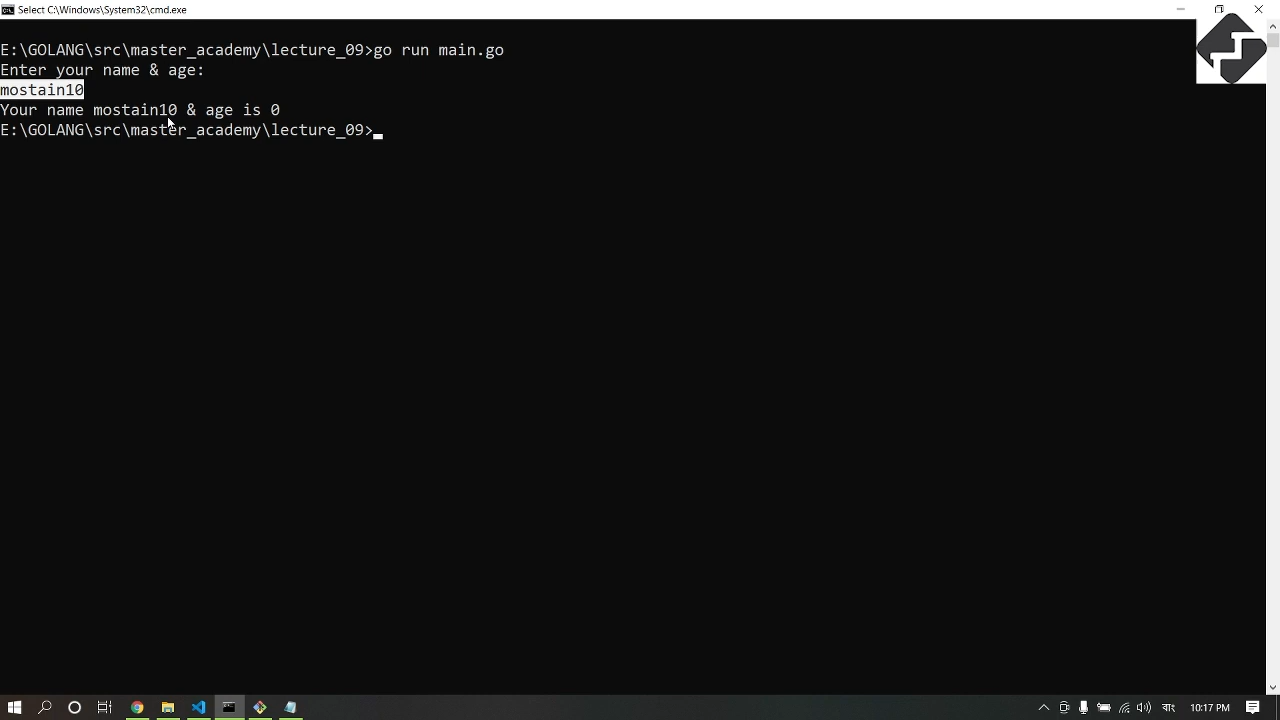 Select C:\Windows\System32\cmd.exe
E:\GOLANG\src\master_academy\lecture_09>go run main.go
Enter your name & age:
mostain10
Your name mostain10 & age is 0
E:\GOLANG\src\master_academy\lecture_09>
বাং 10:17 PM